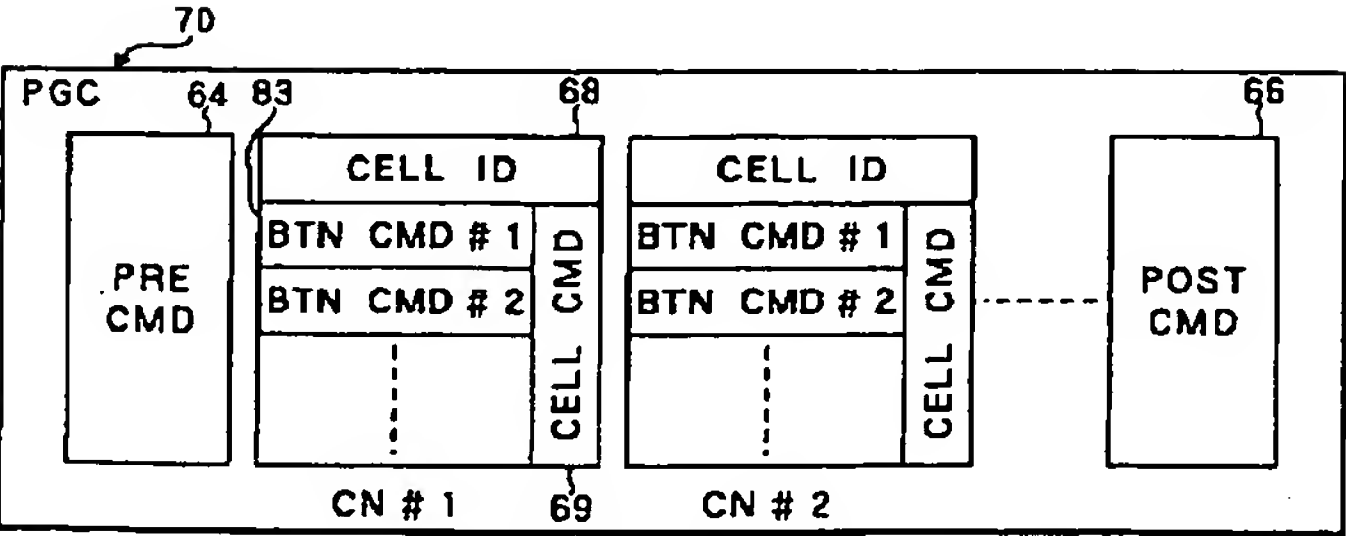 70
PGC 64 83 68 66
CELL ID CELL ID
BTN CMD # 1 BTN CMD # 1
BTN CMD # 2 BTN CMD # 2
CELL CMD CELL CMD
PRE
CMD
POST
CMD
CN # 1 69 CN # 2